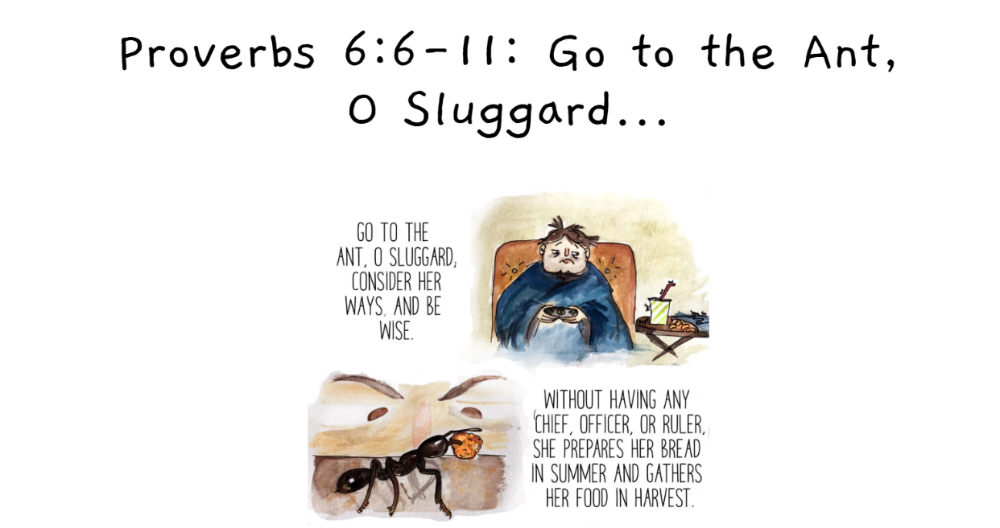 Proverbs 6:6-11: Go to the Ant,
O Sluggard...
GO TO THE
ANT, O SLUGGARD;
CONSIDER HER
WAYS, AND BE
WISE.
WITHOUT HAVING ANY
CHIEF, OFFICER, OR RULER,
SHE PREPARES HER BREAD
IN SUMMER AND GATHERS
HER FOOD IN HARVEST.